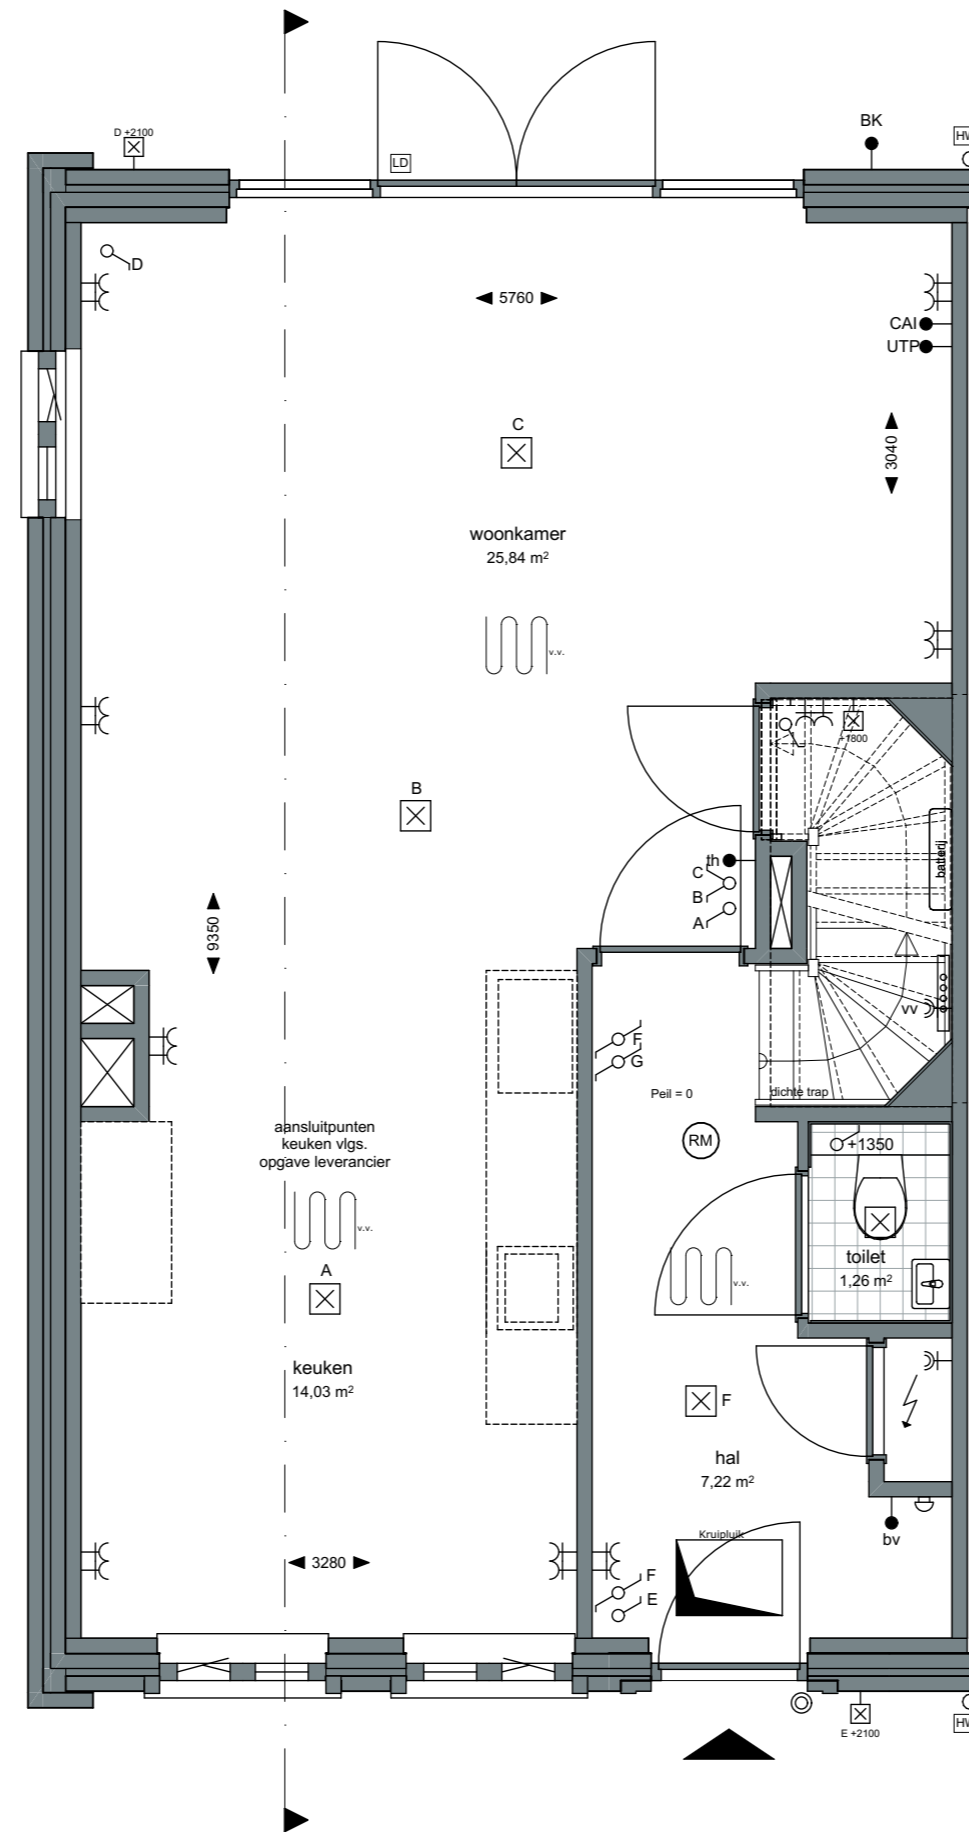 BK
D +2100
HW
LD
D
5760
CAI
UTP
C
3040
woonkamer
25,84 m²
v.v.
+1800
B
batterij
th
C
B
A
9350
vv
F
G
Peil = 0
dichte trap
aansluitpunten
keuken vlgs.
opgave leverancier
RM
+1350
v.v.
toilet
1,26 m²
v.v.
A
keuken
14,03 m²
F
hal
7,22 m²
Kruipluik
bv
3280
F
E
E +2100
HW